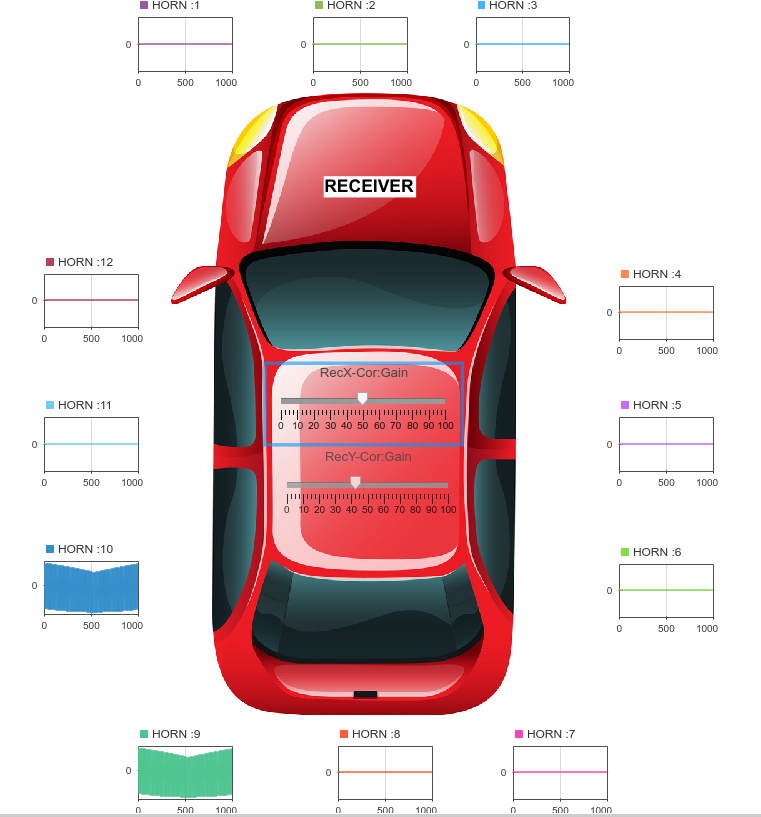 HORN :1
0
0 500 1000
HORN :2
0
0 500 1000
HORN :3
0
0 500 1000
RECEIVER
HORN :12
0
0 500 1000
HORN :4
0
0 500 1000
RecX-Cor:Gain
0 10 20 30 40 50 60 70 80 90 100
HORN :11
0
0 500 1000
HORN :5
0
0 500 1000
RecY-Cor:Gain
0 10 20 30 40 50 60 70 80 90 100
HORN :10
0
0 500 1000
HORN :6
0
0 500 1000
HORN :9
0
0 500 1000
HORN :8
0
0 500 1000
HORN :7
0
0 500 1000